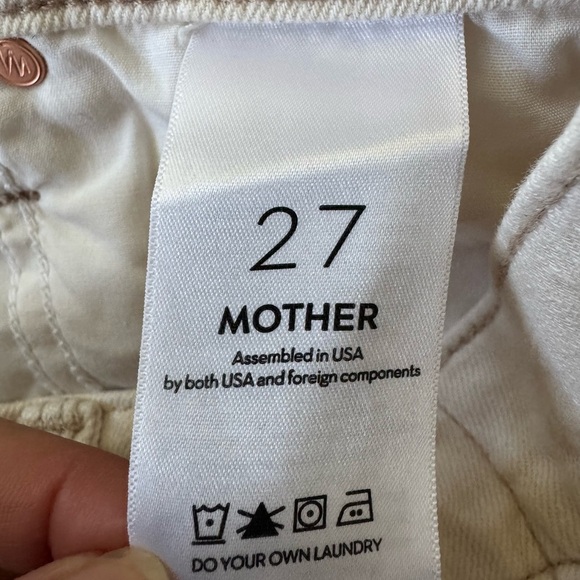 27
MOTHER
Assembled in USA
by both USA and foreign components
DO YOUR OWN LAUNDRY